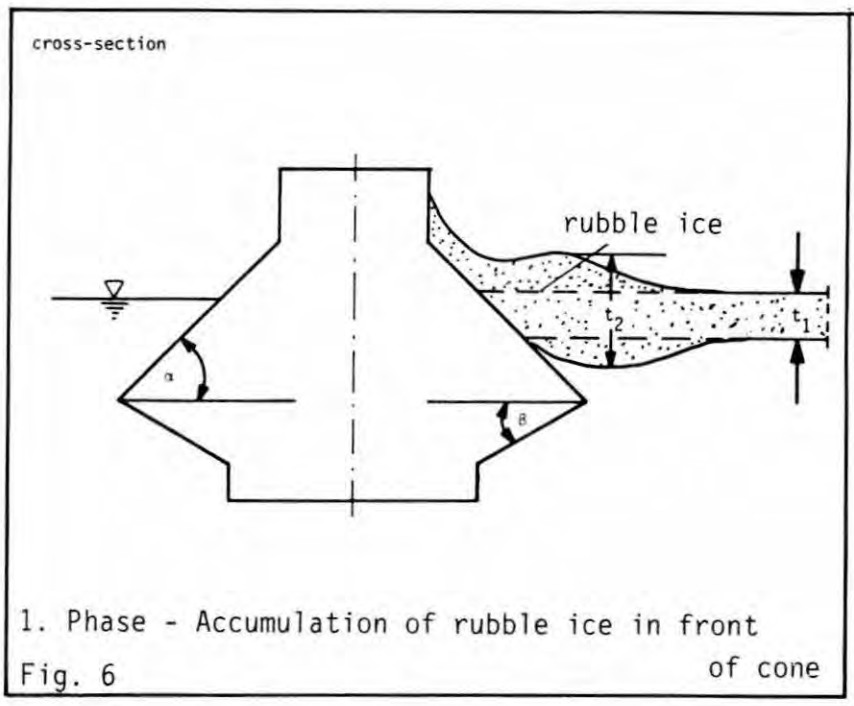 cross-section
rubble ice
t2
t1
α
β
1. Phase - Accumulation of rubble ice in front
of cone
Fig. 6